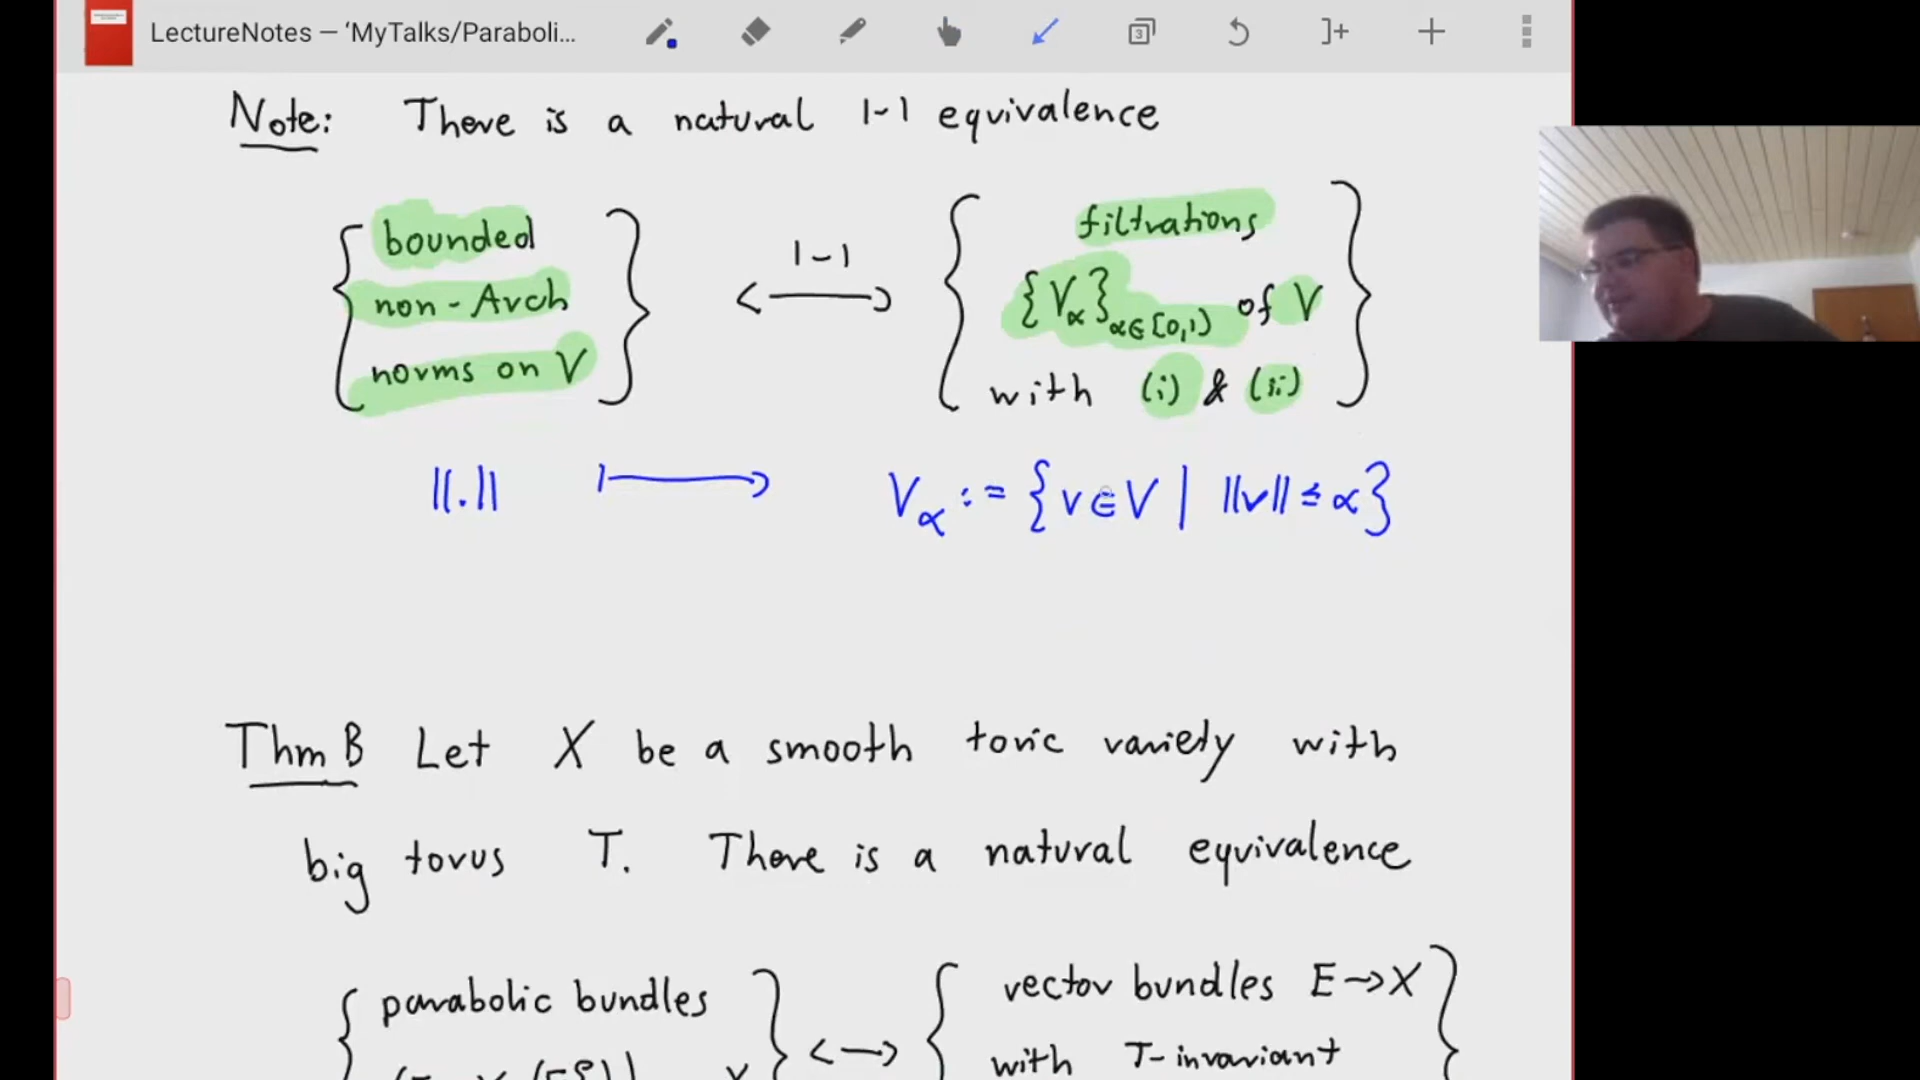 LectureNotes – ‘MyTalks/Paraboli...
3
Note: There is a natural 1-1 equivalence
{ bounded non-Arch norms on V } <—1-1—> { filtrations {V_α}_{α∈[0,1)} of V with (i) & (ii) }
||.|| ⟼ V_α := {v ∈ V | ||v|| ≤ α}
Thm B Let X be a smooth toric variety with
big torus T. There is a natural equivalence
{ parabolic bundles } <—> { vector bundles E → X
with T-invariant